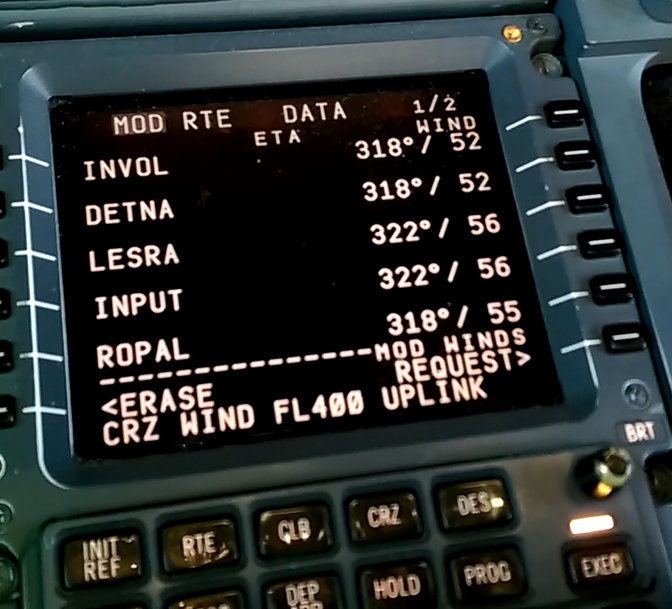 MOD RTE DATA 1/2
ETA WIND
INVOL 318°/ 52
DETNA 318°/ 52
LESRA 322°/ 56
INPUT 322°/ 56
ROPAL 318°/ 55
---------------MOD WINDS
<ERASE REQUEST>
CRZ WIND FL400 UPLINK
BRT
INIT REF RTE CLB CRZ DES
DEP HOLD PROG EXEC